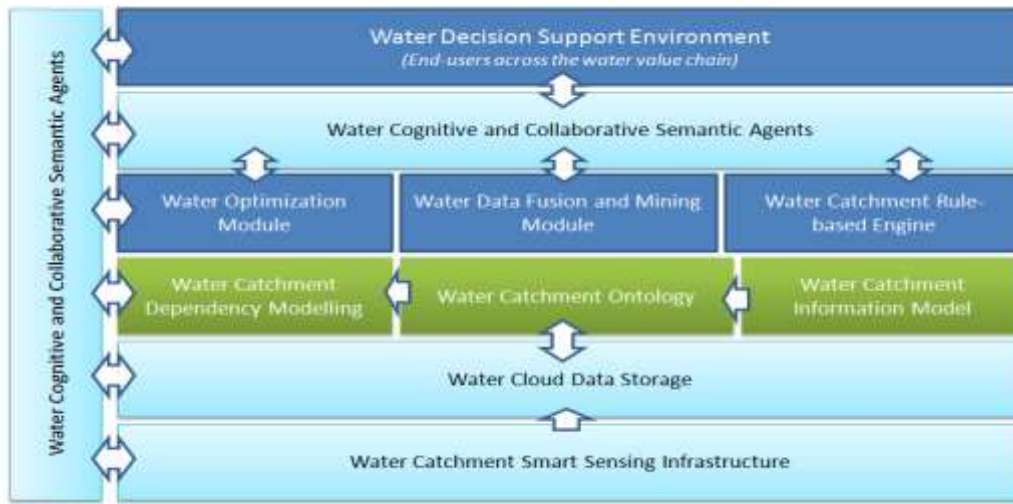 Water Cognitive and Collaborative Semantic Agents
Water Decision Support Environment
(End-users across the water value chain)
Water Cognitive and Collaborative Semantic Agents
Water Optimization
Module
Water Data Fusion and Mining
Module
Water Catchment Rule-
based Engine
Water Catchment
Dependency Modelling
Water Catchment Ontology
Water Catchment
Information Model
Water Cloud Data Storage
Water Catchment Smart Sensing Infrastructure